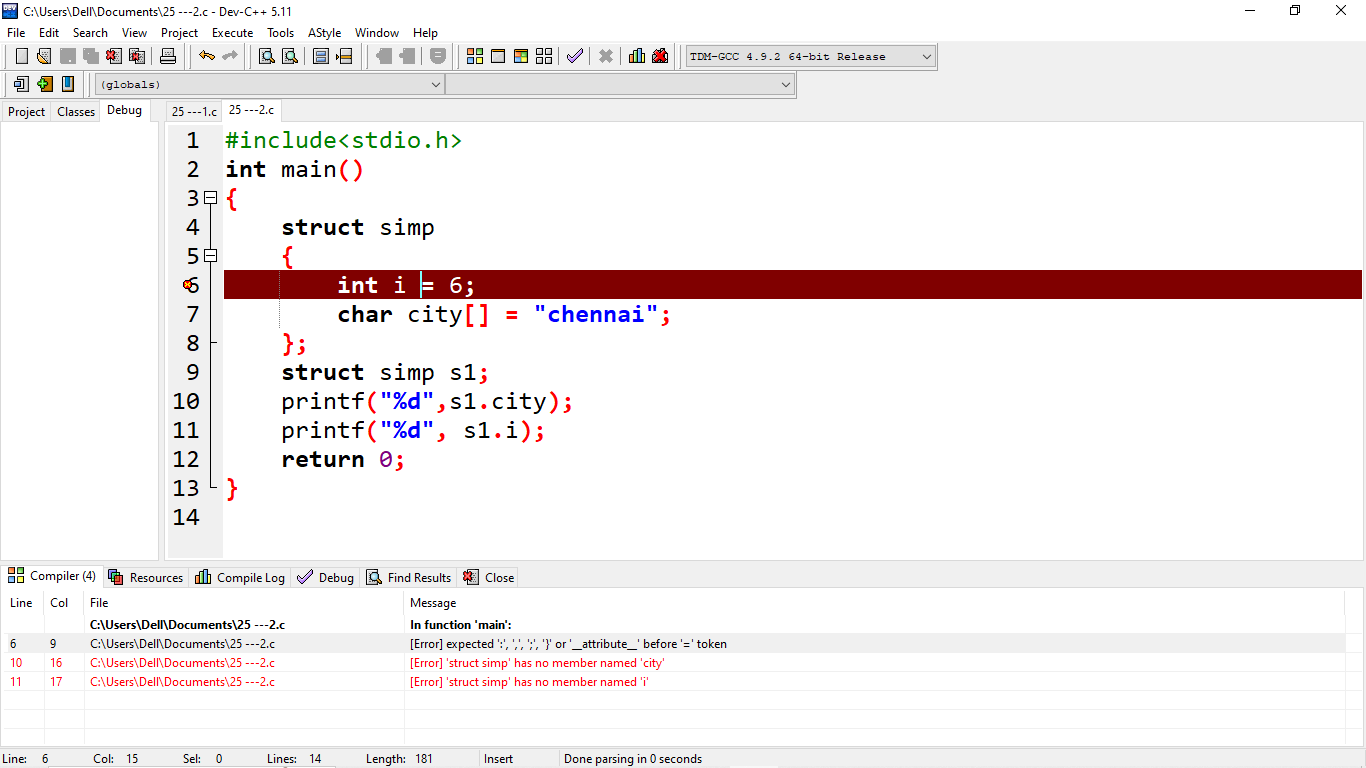 C:\Users\Dell\Documents\25 ---2.c - Dev-C++ 5.11
File Edit Search View Project Execute Tools AStyle Window Help
TDM-GCC 4.9.2 64-bit Release
(globals)
Project Classes Debug 25 ---1.c 25 ---2.c
1 #include<stdio.h>
2 int main()
3 {
4 struct simp
5 {
6 int i = 6;
7 char city[] = "chennai";
8 };
9 struct simp s1;
10 printf("%d",s1.city);
11 printf("%d", s1.i);
12 return 0;
13 }
14
Compiler (4) Resources Compile Log Debug Find Results Close
Line Col File Message
C:\Users\Dell\Documents\25 ---2.c In function 'main':
6 9 C:\Users\Dell\Documents\25 ---2.c [Error] expected ':', ',', ';', '}' or '__attribute__' before '=' token
10 16 C:\Users\Dell\Documents\25 ---2.c [Error] 'struct simp' has no member named 'city'
11 17 C:\Users\Dell\Documents\25 ---2.c [Error] 'struct simp' has no member named 'i'
Line: 6 Col: 15 Sel: 0 Lines: 14 Length: 181 Insert Done parsing in 0 seconds